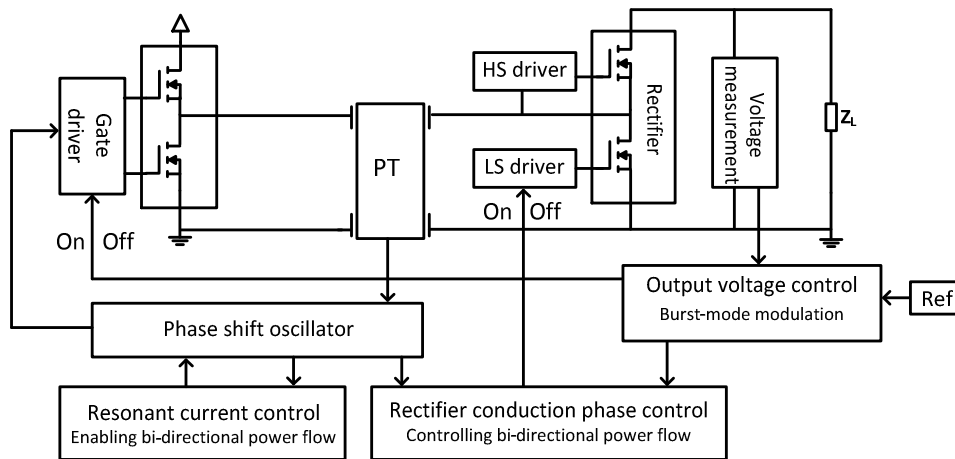 Gate
driver
HS driver
Rectifier
Voltage
measurement
ZL
PT
LS driver
On
Off
On
Off
Output voltage control
Burst-mode modulation
Ref
Phase shift oscillator
Resonant current control
Enabling bi-directional power flow
Rectifier conduction phase control
Controlling bi-directional power flow